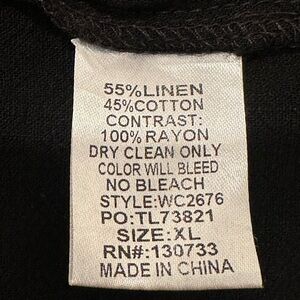 55%LINEN
45%COTTON
CONTRAST:
100%RAYON
DRY CLEAN ONLY
COLOR WILL BLEED
NO BLEACH
STYLE:WC2676
PO:TL73821
SIZE:XL
RN#:130733
MADE IN CHINA